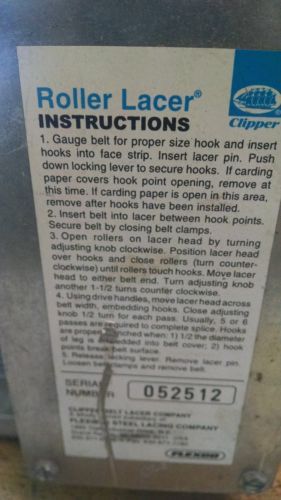 Roller Lacer®
Clipper
INSTRUCTIONS
1. Gauge belt for proper size hook and insert
hooks into face strip. Insert lacer pin. Push
down locking lever to secure hooks. If carding
paper covers hook point opening, remove at
this time. If carding paper is open in this area,
remove after hooks have been installed.
2. Insert belt into lacer between hook points.
Secure belt by closing belt clamps.
3. Open rollers on lacer head by turning
adjusting knob clockwise. Position lacer head
over hooks and close rollers (turn counter-
clockwise) until rollers touch hooks. Move lacer
head to either belt end. Turn adjusting knob
another 1-1/2 turns counter clockwise.
4. Using drive handles, move lacer head across
belt width, embedding hooks. Close adjusting
knob 1/2 turn for each pass. Usually, 5 or 6
passes are required to complete splice. Hooks
are proper clinched when: 1) 1/2 the diameter
of leg is embedded into belt cover; 2) hook
points break belt surface.
5. Release locking lever. Remove lacer pin.
Loosen belt clamps and remove belt.
SERIAL
NUMBER 052512
CLIPPER BELT LACER COMPANY
FLEXIBLE STEEL LACING COMPANY
FLEXCO